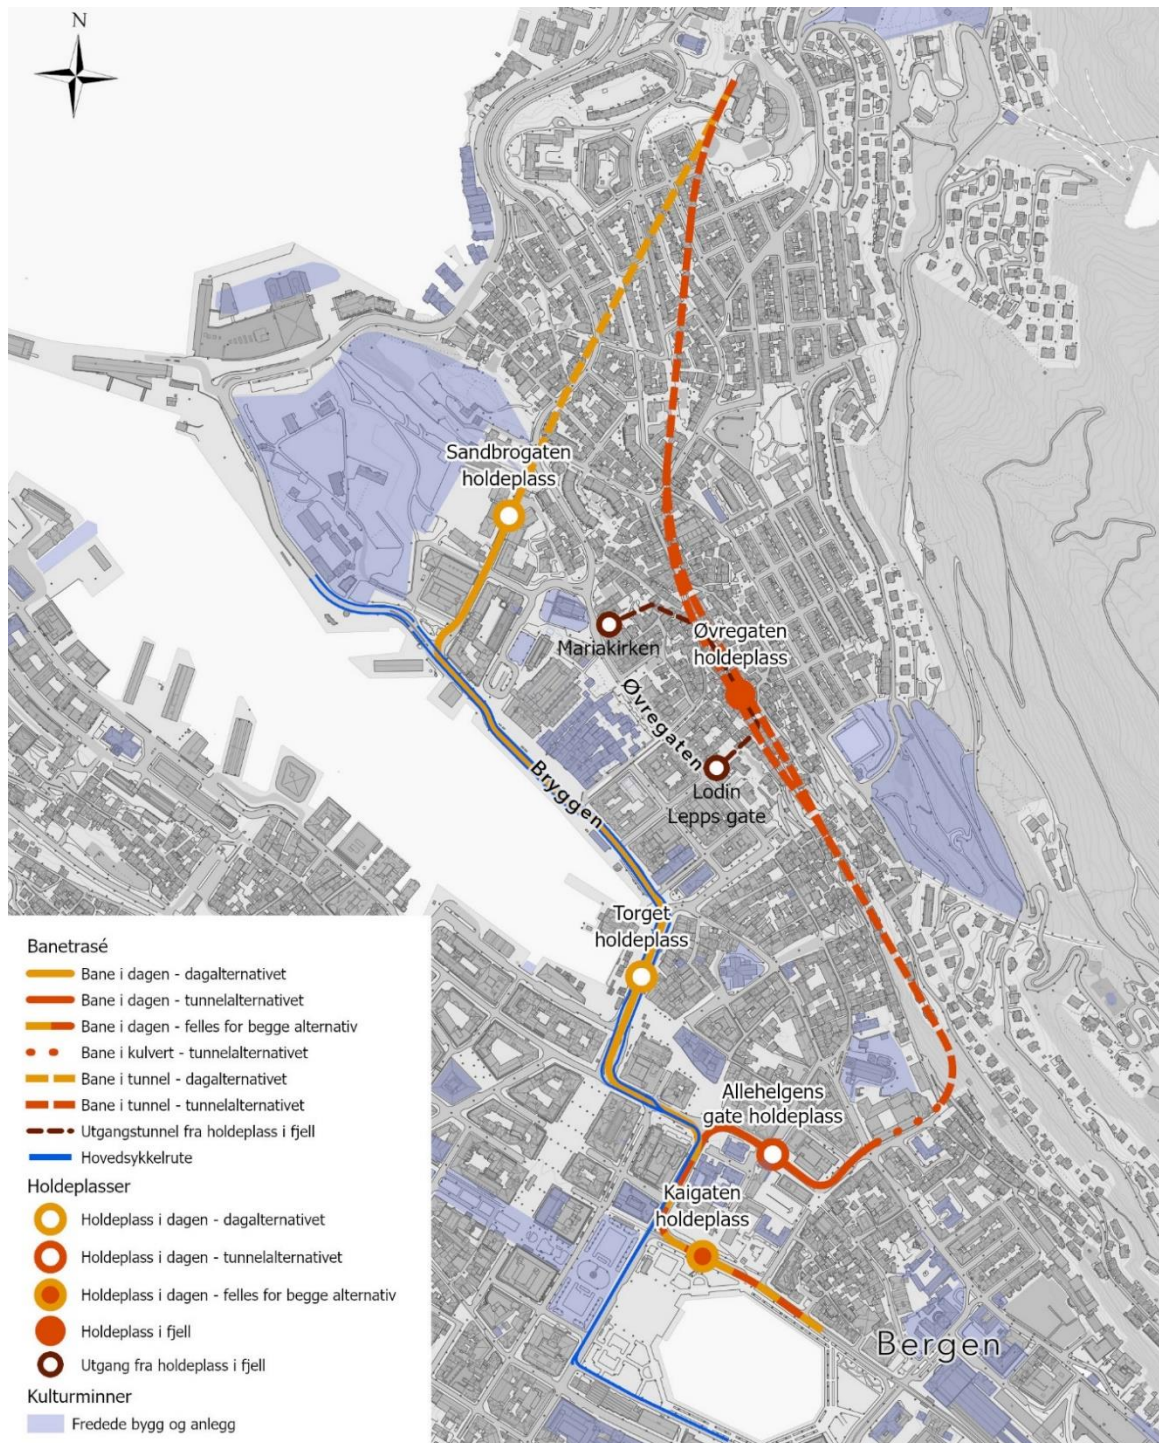 N
Sandbrogaten
holdeplass
Øvregaten
holdeplass
Mariakirken
Øvregaten
Lodin
Lepps gate
Bryggen
Torget
holdeplass
Allehelgens
gate holdeplass
Kaigaten
holdeplass
Bergen
Banetrasé
Bane i dagen - dagalternativet
Bane i dagen - tunnelalternativet
Bane i dagen - felles for begge alternativ
Bane i kulvert - tunnelalternativet
Bane i tunnel - dagalternativet
Bane i tunnel - tunnelalternativet
Utgangstunnel fra holdeplass i fjell
Hovedsykkelrute
Holdeplasser
Holdeplass i dagen - dagalternativet
Holdeplass i dagen - tunnelalternativet
Holdeplass i dagen - felles for begge alternativ
Holdeplass i fjell
Utgang fra holdeplass i fjell
Kulturminner
Fredede bygg og anlegg